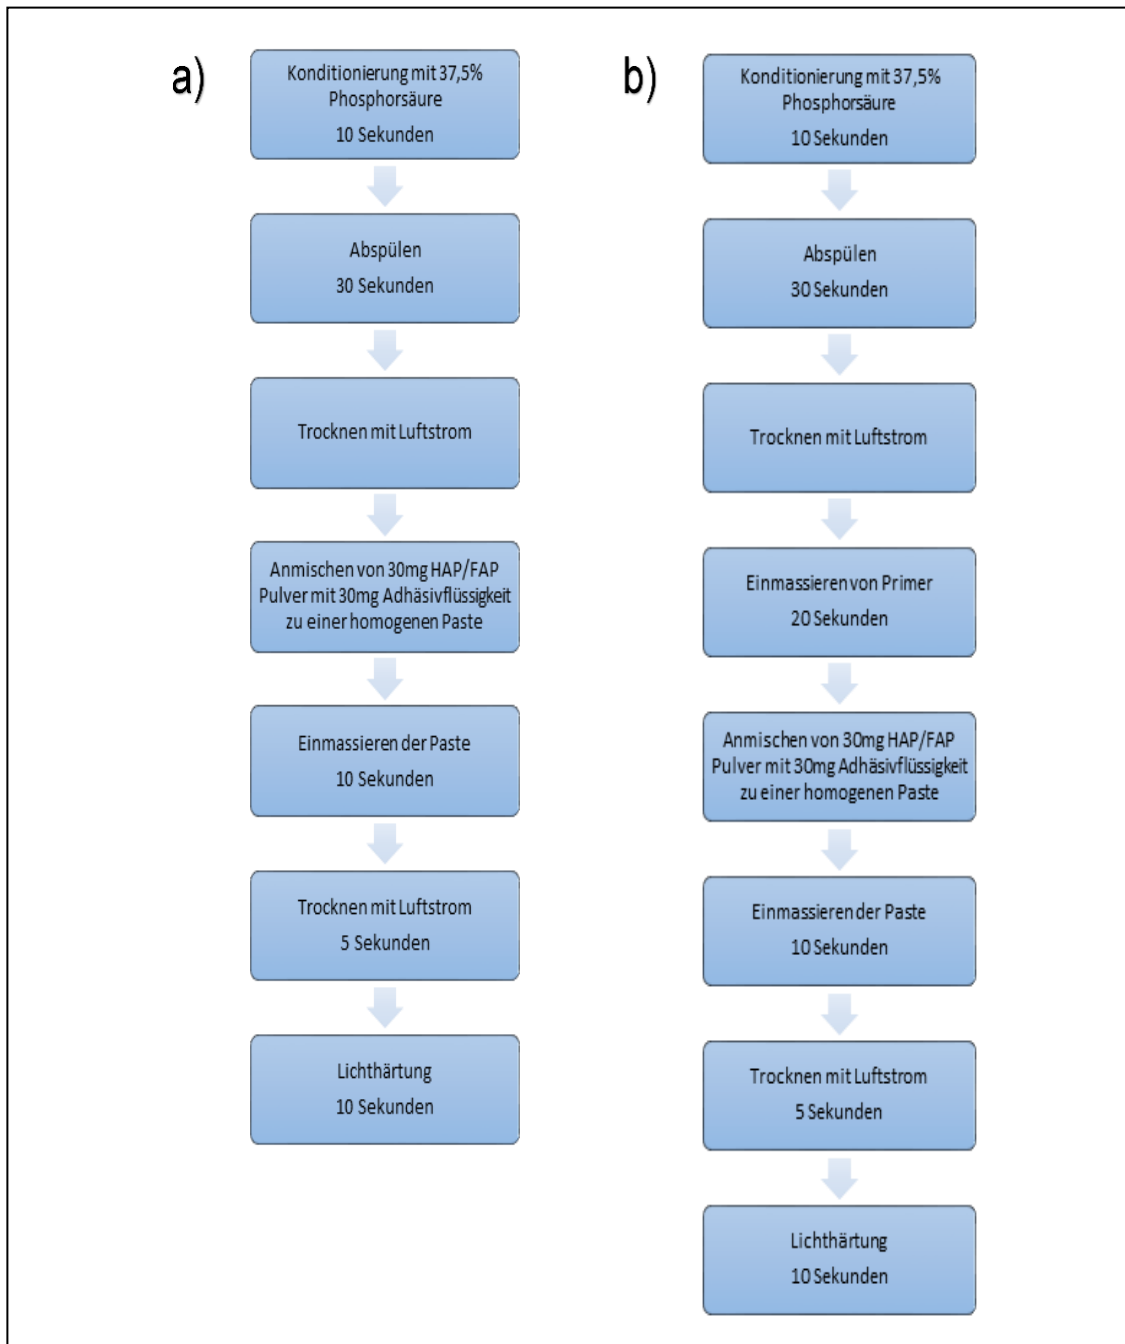 a)
Konditionierung mit 37,5%
Phosphorsäure
10 Sekunden
Abspülen
30 Sekunden
Trocknen mit Luftstrom
Anmischen von 30mg HAP/FAP
Pulver mit 30mg Adhäsivflüssigkeit
zu einer homogenen Paste
Einmassieren der Paste
10 Sekunden
Trocknen mit Luftstrom
5 Sekunden
Lichthärtung
10 Sekunden
b)
Konditionierung mit 37,5%
Phosphorsäure
10 Sekunden
Abspülen
30 Sekunden
Trocknen mit Luftstrom
Einmassieren von Primer
20 Sekunden
Anmischen von 30mg HAP/FAP
Pulver mit 30mg Adhäsivflüssigkeit
zu einer homogenen Paste
Einmassieren der Paste
10 Sekunden
Trocknen mit Luftstrom
5 Sekunden
Lichthärtung
10 Sekunden